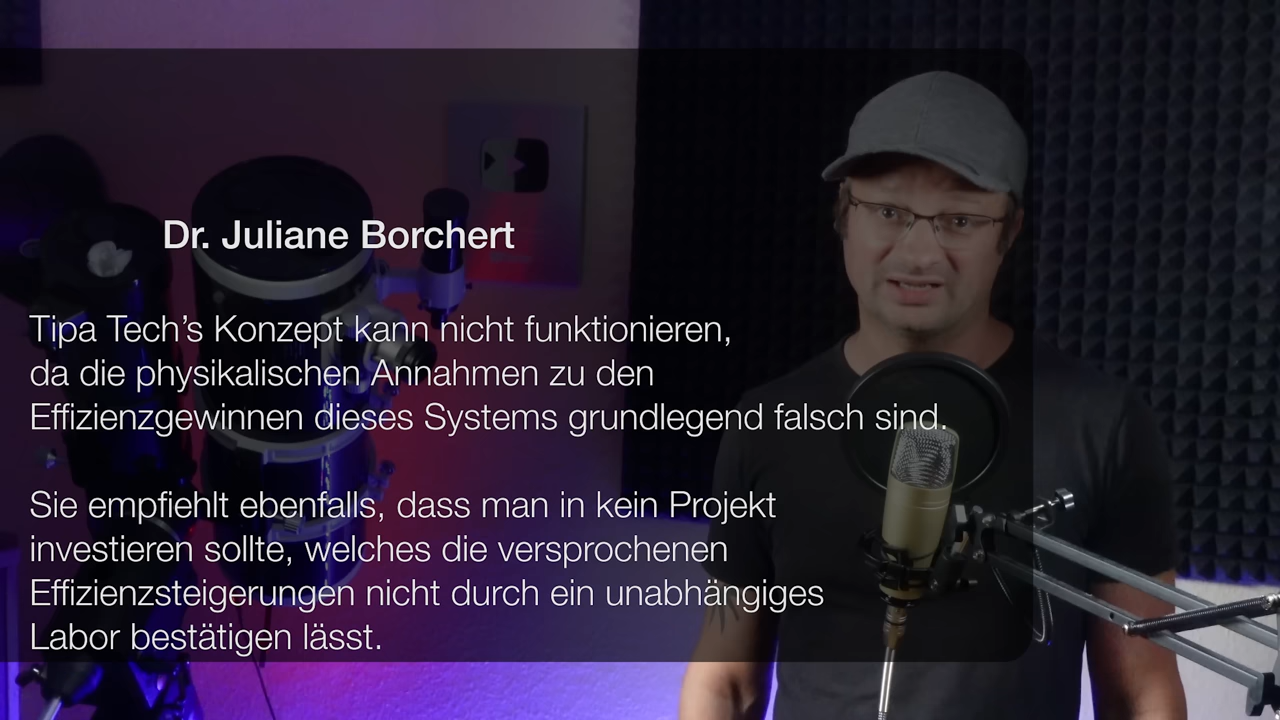 Dr. Juliane Borchert
Tipa Tech’s Konzept kann nicht funktionieren,
da die physikalischen Annahmen zu den
Effizienzgewinnen dieses Systems grundlegend falsch sind.
Sie empfiehlt ebenfalls, dass man in kein Projekt
investieren sollte, welches die versprochenen
Effizienzsteigerungen nicht durch ein unabhängiges
Labor bestätigen lässt.